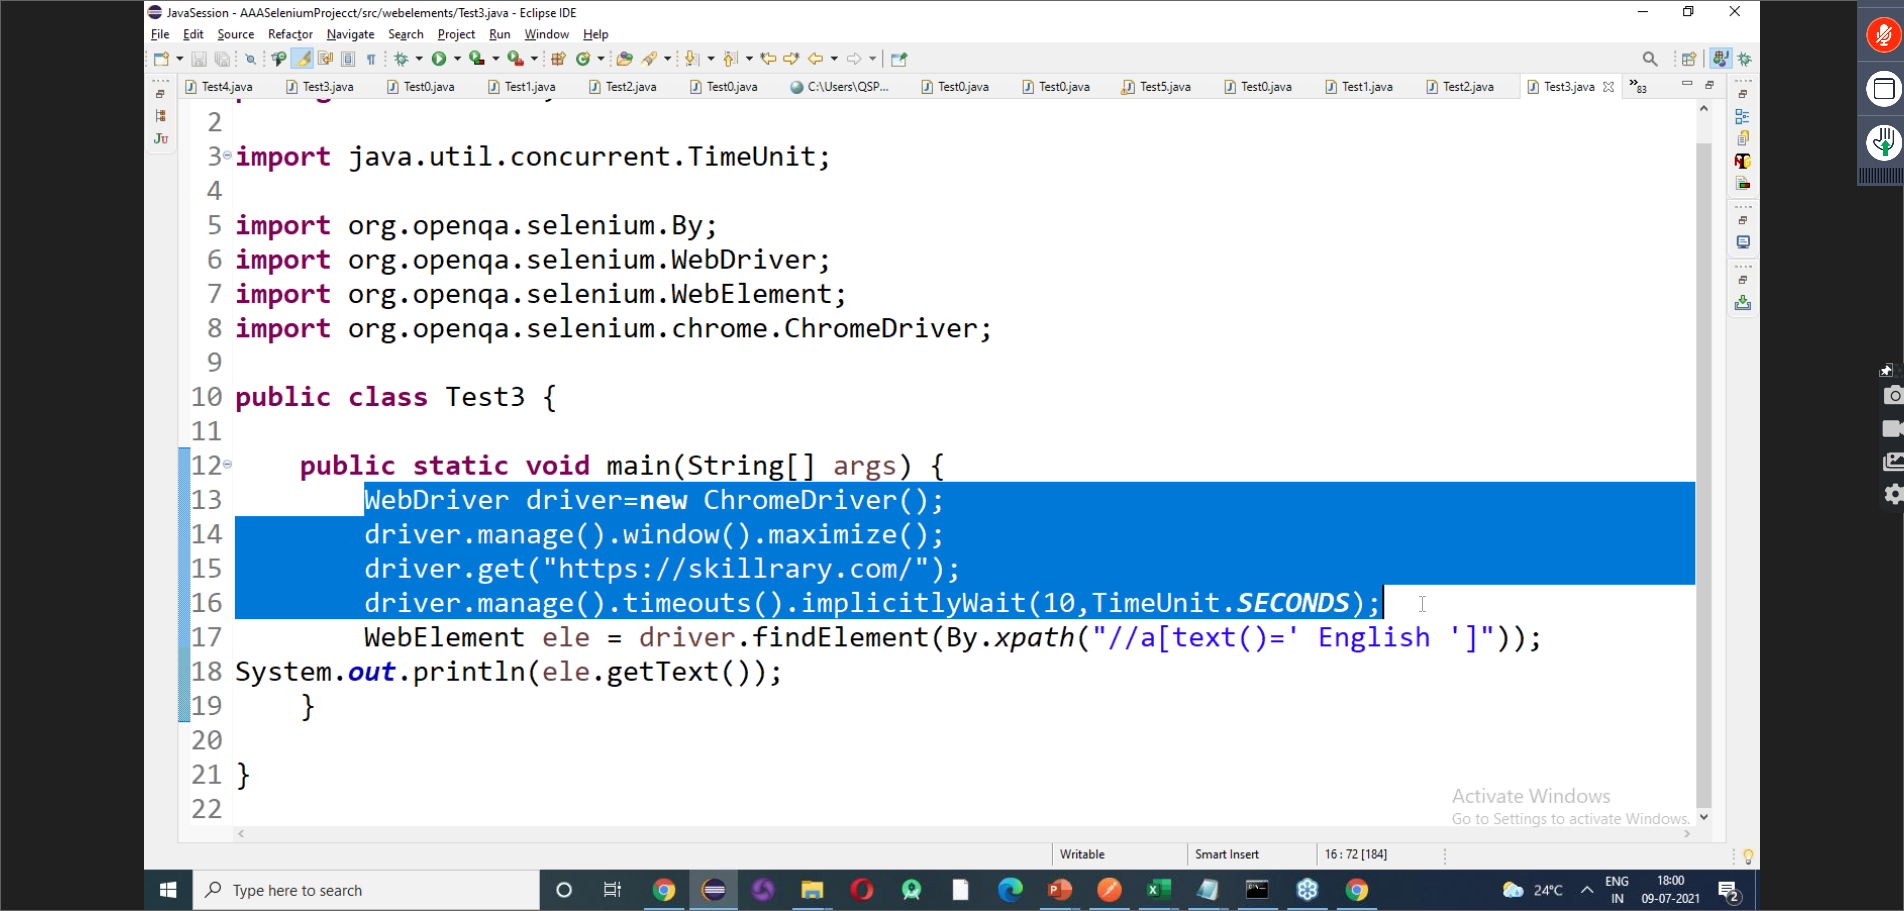 JavaSession - AAASeleniumProjecct/src/webelements/Test3.java - Eclipse IDE
File Edit Source Refactor Navigate Search Project Run Window Help
Test4.java Test3.java Test0.java Test1.java Test2.java Test0.java C:\Users\QSP... Test0.java Test0.java Test5.java Test0.java Test1.java Test2.java Test3.java »83
2
3 import java.util.concurrent.TimeUnit;
4
5 import org.openqa.selenium.By;
6 import org.openqa.selenium.WebDriver;
7 import org.openqa.selenium.WebElement;
8 import org.openqa.selenium.chrome.ChromeDriver;
9
10 public class Test3 {
11
12 public static void main(String[] args) {
13 WebDriver driver=new ChromeDriver();
14 driver.manage().window().maximize();
15 driver.get("https://skillrary.com/");
16 driver.manage().timeouts().implicitlyWait(10,TimeUnit.SECONDS);
17 WebElement ele = driver.findElement(By.xpath("//a[text()=' English ']"));
18 System.out.println(ele.getText());
19 }
20
21 }
22
Activate Windows
Go to Settings to activate Windows.
Writable Smart Insert 16 : 72 [184]
Type here to search
24°C ENG 18:00
IN 09-07-2021 2